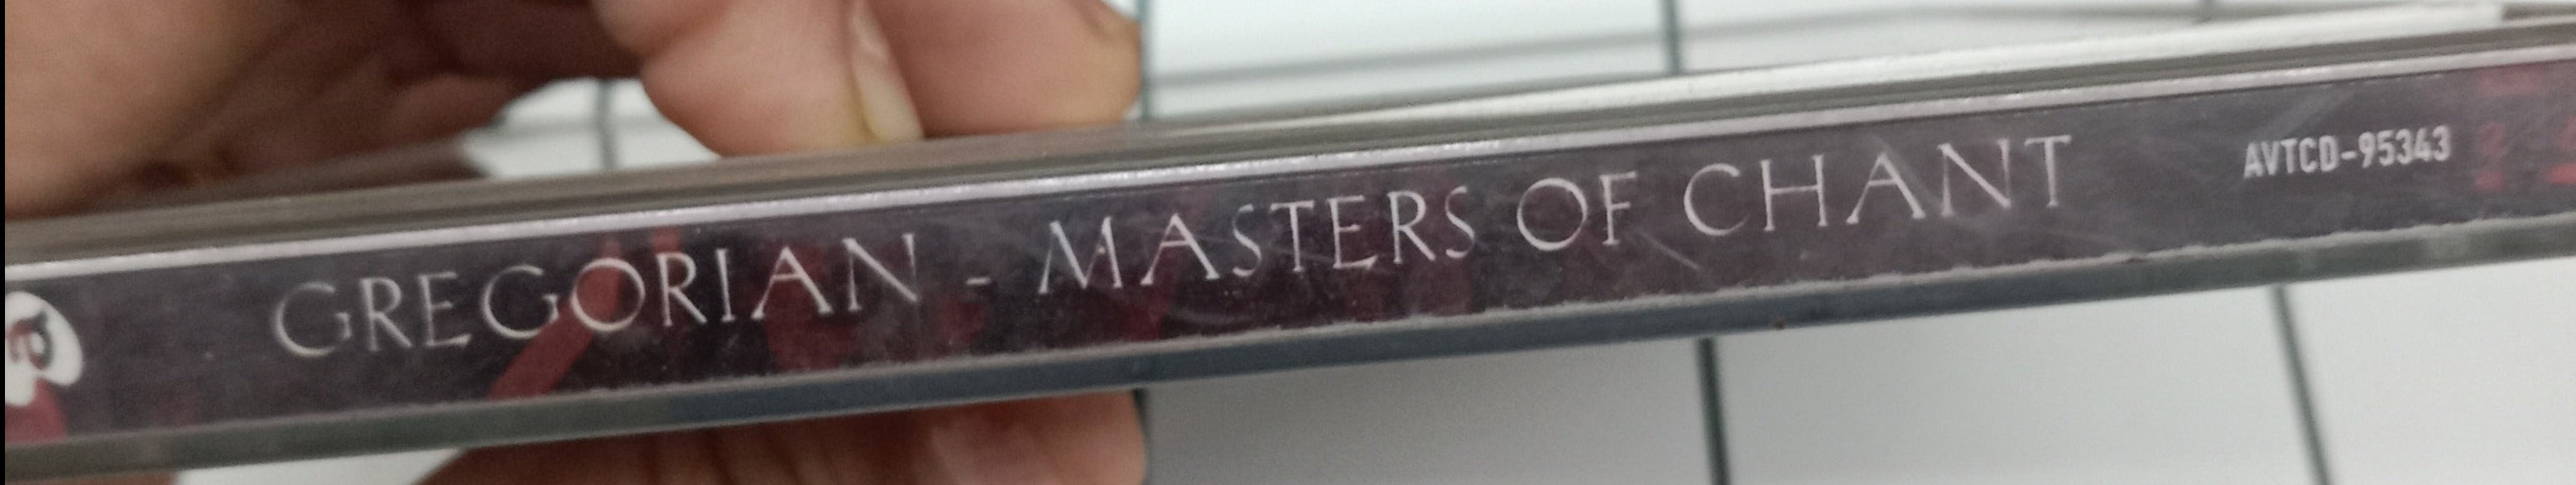 GREGORIAN - MASTERS OF CHANT
AVTCD-95343